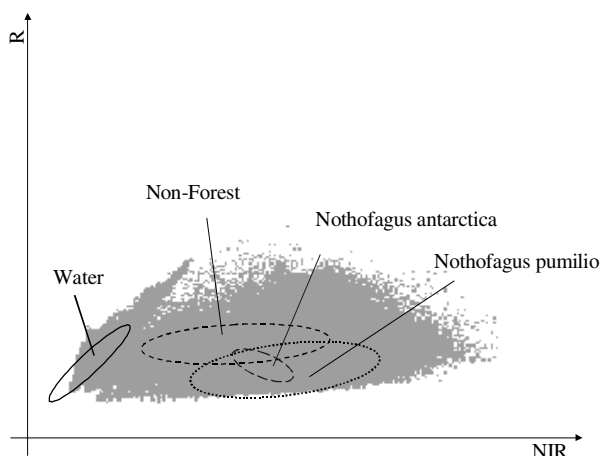 R
Non-Forest
Nothofagus antarctica
Nothofagus pumilio
Water
NIR